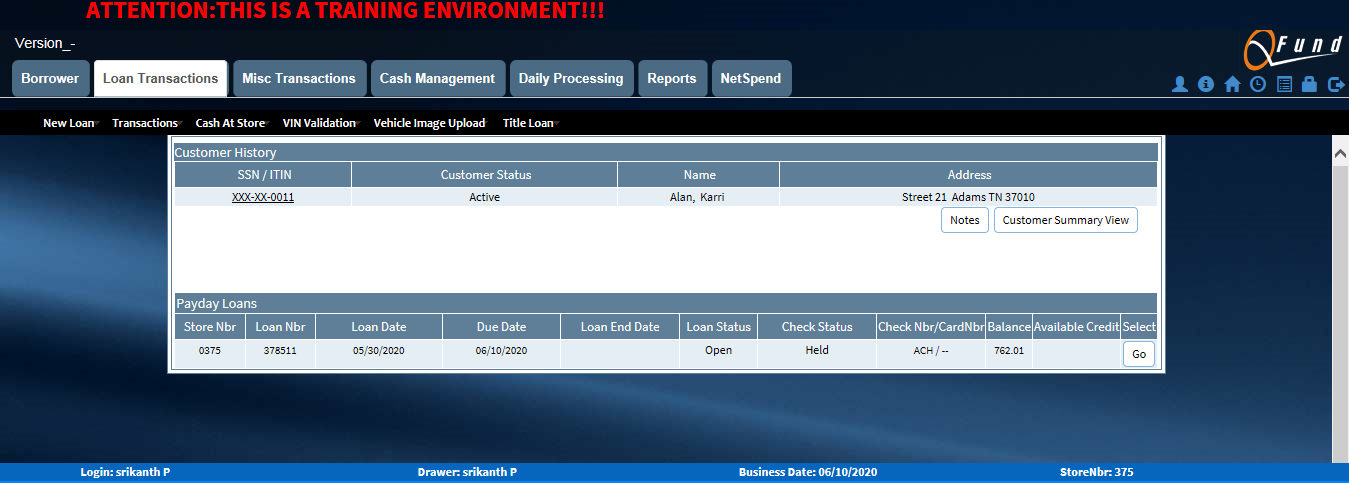 ATTENTION:THIS IS A TRAINING ENVIRONMENT!!!
Version_-
QFund
Borrower Loan Transactions Misc Transactions Cash Management Daily Processing Reports NetSpend
New Loan Transactions Cash At Store VIN Validation Vehicle Image Upload Title Loan
Customer History
SSN / ITIN Customer Status Name Address
XXX-XX-0011 Active Alan, Karri Street 21 Adams TN 37010
Notes Customer Summary View
Payday Loans
Store Nbr Loan Nbr Loan Date Due Date Loan End Date Loan Status Check Status Check Nbr/CardNbr Balance Available Credit Select
0375 378511 05/30/2020 06/10/2020 Open Held ACH / -- 762.01 Go
Login: srikanth P Drawer: srikanth P Business Date: 06/10/2020 StoreNbr: 375